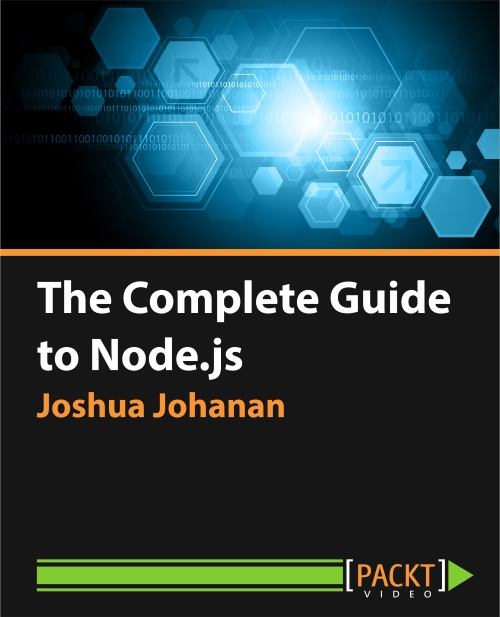 The Complete Guide
to Node.js
Joshua Johanan
[PACKT]
VIDEO